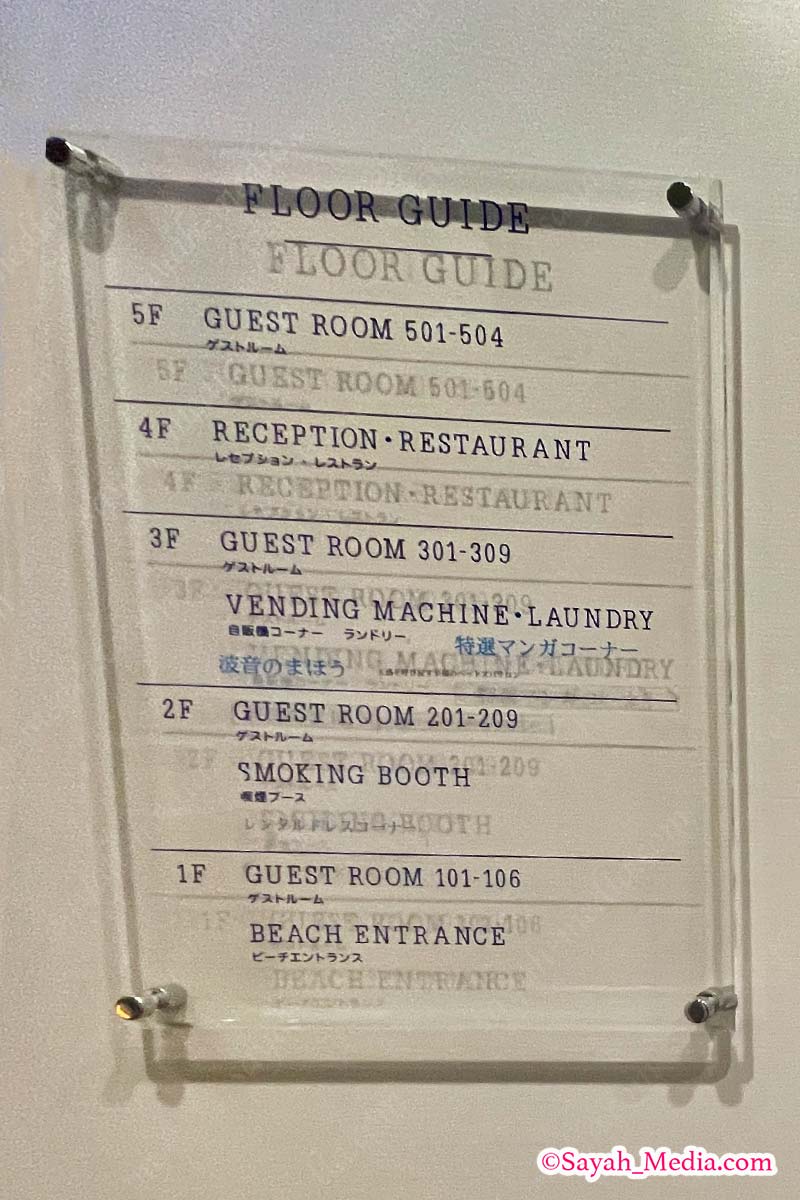 FLOOR GUIDE
5F GUEST ROOM 501-504
ゲストルーム
4F RECEPTION・RESTAURANT
レセプション・レストラン
3F GUEST ROOM 301-309
ゲストルーム
VENDING MACHINE・LAUNDRY
自販機コーナー ランドリー
特選マンガコーナー
波音のまほう
2F GUEST ROOM 201-209
ゲストルーム
SMOKING BOOTH
喫煙ブース
レンタルドレスコーナー
1F GUEST ROOM 101-106
ゲストルーム
BEACH ENTRANCE
ビーチエントランス
©Sayah_Media.com